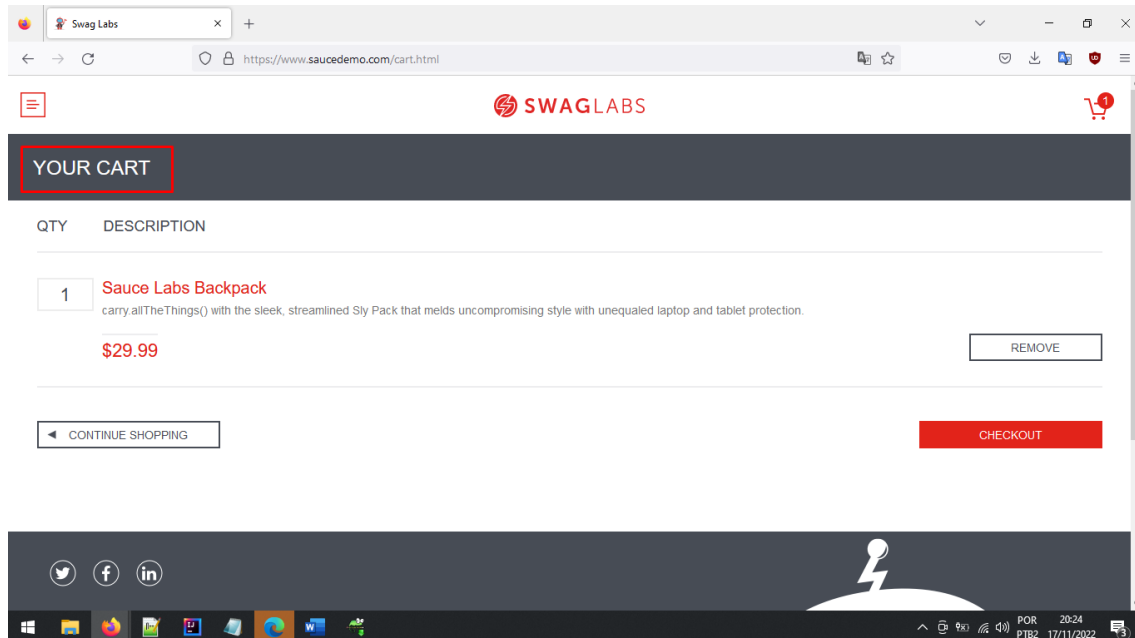 Swag Labs
https://www.saucedemo.com/cart.html
SWAGLABS
1
YOUR CART
QTY DESCRIPTION
1 Sauce Labs Backpack
carry.allTheThings() with the sleek, streamlined Sly Pack that melds uncompromising style with unequaled laptop and tablet protection.
$29.99
REMOVE
CONTINUE SHOPPING
CHECKOUT
POR 20:24
PTB2 17/11/2022
3